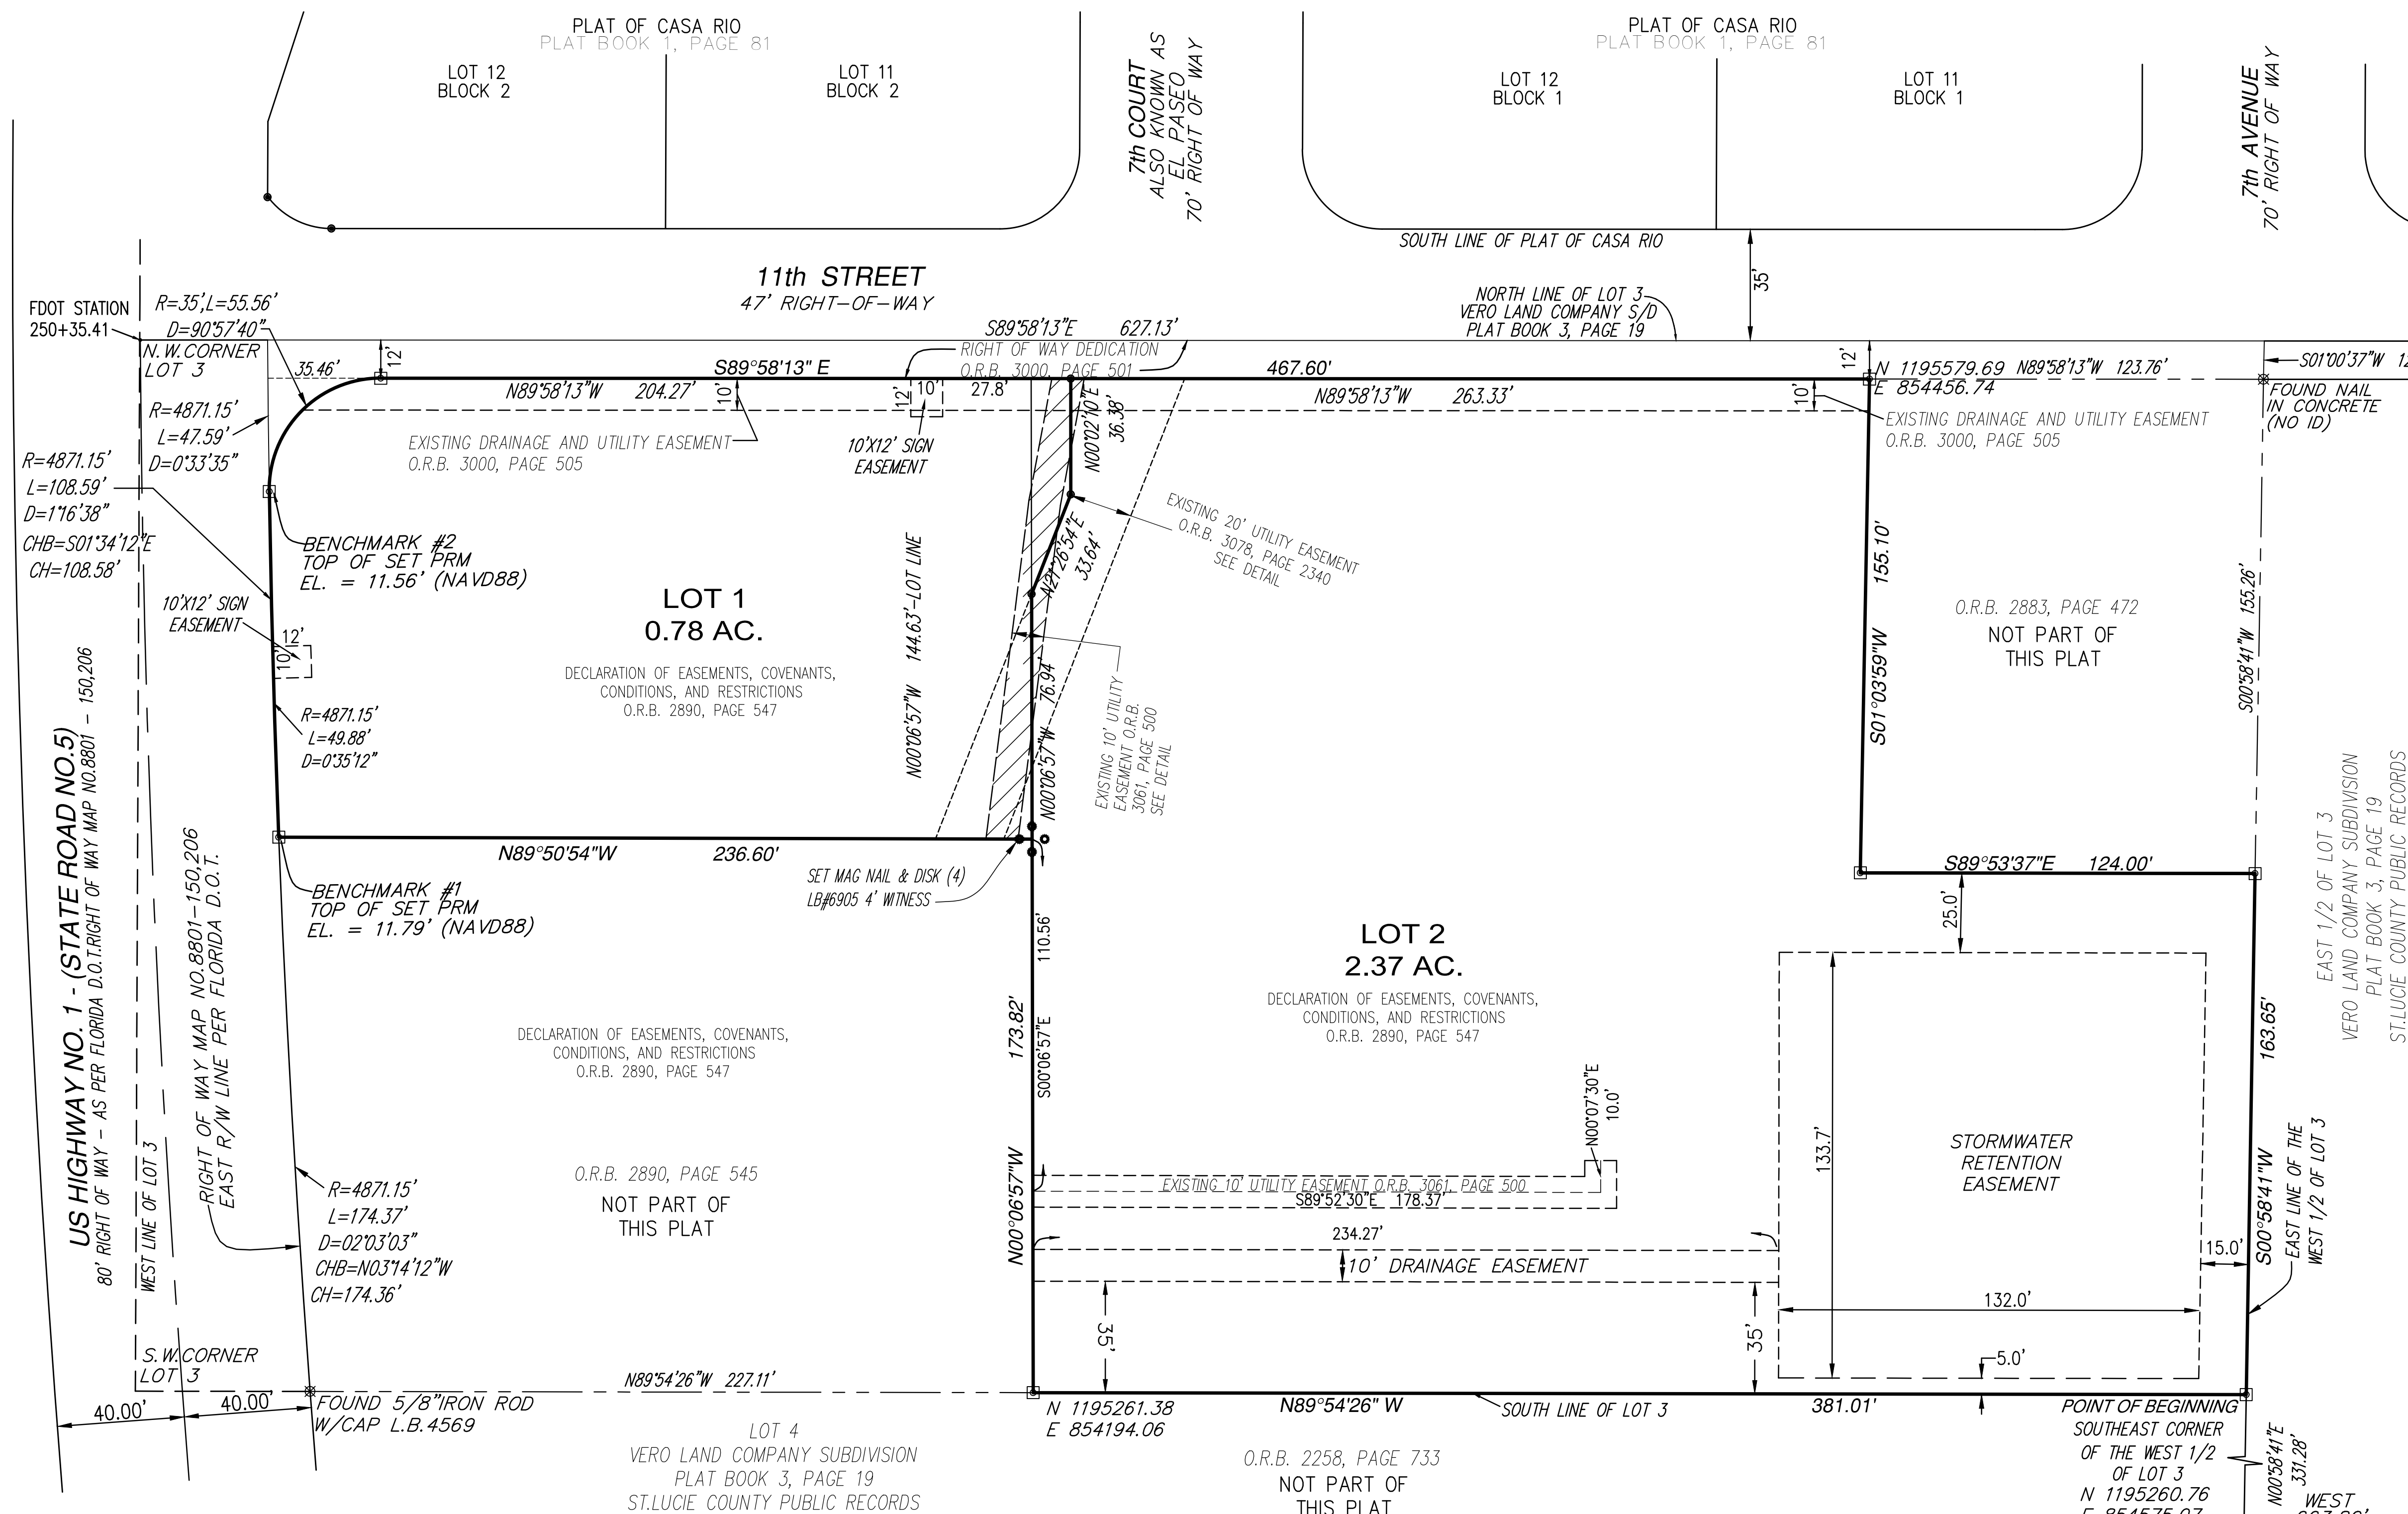 PLAT OF CASA RIO
PLAT BOOK 1, PAGE 81
LOT 12
BLOCK 2
LOT 11
BLOCK 2
7th COURT
ALSO KNOWN AS
EL PASEO
70' RIGHT OF WAY
PLAT OF CASA RIO
PLAT BOOK 1, PAGE 81
LOT 12
BLOCK 1
LOT 11
BLOCK 1
7th AVENUE
70' RIGHT OF WAY
SOUTH LINE OF PLAT OF CASA RIO
35'
11th STREET
47' RIGHT-OF-WAY
NORTH LINE OF LOT 3
VERO LAND COMPANY S/D
PLAT BOOK 3, PAGE 19
FDOT STATION
250+35.41
R=35',L=55.56'
D=90°57'40"
N.W.CORNER
LOT 3
35.46'
12'
S89°58'13"E 627.13'
RIGHT OF WAY DEDICATION
O.R.B. 3000, PAGE 501
S89°58'13" E
467.60'
12'
N 1195579.69
E 854456.74
N89°58'13"W 123.76'
S01°00'37"W 12
FOUND NAIL
IN CONCRETE
(NO ID)
N89°58'13"W 204.27'
10'
12'
10'
27.8'
N89°58'13"W 263.33'
10'
EXISTING DRAINAGE AND UTILITY EASEMENT
O.R.B. 3000, PAGE 505
10'X12' SIGN
EASEMENT
N00°02'10"E
36.38'
EXISTING DRAINAGE AND UTILITY EASEMENT
O.R.B. 3000, PAGE 505
R=4871.15'
L=47.59'
D=0°33'35"
R=4871.15'
L=108.59'
D=1°16'38"
CHB=S01°34'12"E
CH=108.58'
BENCHMARK #2
TOP OF SET PRM
EL. = 11.56' (NAVD88)
10'X12' SIGN
EASEMENT
12'
10'
LOT 1
0.78 AC.
DECLARATION OF EASEMENTS, COVENANTS,
CONDITIONS, AND RESTRICTIONS
O.R.B. 2890, PAGE 547
N00°06'57"W 144.63'-LOT LINE
N21°26'54"E
33.64'
EXISTING 20' UTILITY EASEMENT
O.R.B. 3078, PAGE 2340
SEE DETAIL
N00°06'57"W 76.94'
EXISTING 10' UTILITY
EASEMENT O.R.B.
3061, PAGE 500
SEE DETAIL
155.10'
S01°03'59"W
O.R.B. 2883, PAGE 472
NOT PART OF
THIS PLAT
S00°58'41"W 155.26'
R=4871.15'
L=49.88'
D=0°35'12"
US HIGHWAY NO. 1 - (STATE ROAD NO.5)
80' RIGHT OF WAY - AS PER FLORIDA D.O.T.RIGHT OF WAY MAP NO.8801 - 150,206
RIGHT OF WAY MAP NO.8801-150,206
EAST R/W LINE PER FLORIDA D.O.T.
WEST LINE OF LOT 3
N89°50'54"W 236.60'
BENCHMARK #1
TOP OF SET PRM
EL. = 11.79' (NAVD88)
SET MAG NAIL & DISK (4)
LB#6905 4' WITNESS
S89°53'37"E 124.00'
25.0'
EAST 1/2 OF LOT 3
VERO LAND COMPANY SUBDIVISION
PLAT BOOK 3, PAGE 19
ST.LUCIE COUNTY PUBLIC RECORDS
110.56'
S00°06'57"E
173.82'
N00°06'57"W
LOT 2
2.37 AC.
DECLARATION OF EASEMENTS, COVENANTS,
CONDITIONS, AND RESTRICTIONS
O.R.B. 2890, PAGE 547
DECLARATION OF EASEMENTS, COVENANTS,
CONDITIONS, AND RESTRICTIONS
O.R.B. 2890, PAGE 547
163.65'
S00°58'41"W
EAST LINE OF THE
WEST 1/2 OF LOT 3
133.7'
STORMWATER
RETENTION
EASEMENT
N00°07'30"E
10.0'
O.R.B. 2890, PAGE 545
NOT PART OF
THIS PLAT
EXISTING 10' UTILITY EASEMENT O.R.B. 3061, PAGE 500
S89°52'30"E 178.37'
234.27'
10' DRAINAGE EASEMENT
R=4871.15'
L=174.37'
D=02°03'03"
CHB=N03°14'12"W
CH=174.36'
15.0'
132.0'
35'
35'
5.0'
S.W.CORNER
LOT 3
40.00'
40.00'
FOUND 5/8"IRON ROD
W/CAP L.B.4569
N89°54'26"W 227.11'
N 1195261.38
E 854194.06
N89°54'26" W
SOUTH LINE OF LOT 3
381.01'
POINT OF BEGINNING
SOUTHEAST CORNER
OF THE WEST 1/2
OF LOT 3
N 1195260.76
E 854575.07
N00°58'41"E
331.28'
WEST
LOT 4
VERO LAND COMPANY SUBDIVISION
PLAT BOOK 3, PAGE 19
ST.LUCIE COUNTY PUBLIC RECORDS
O.R.B. 2258, PAGE 733
NOT PART OF
THIS PLAT